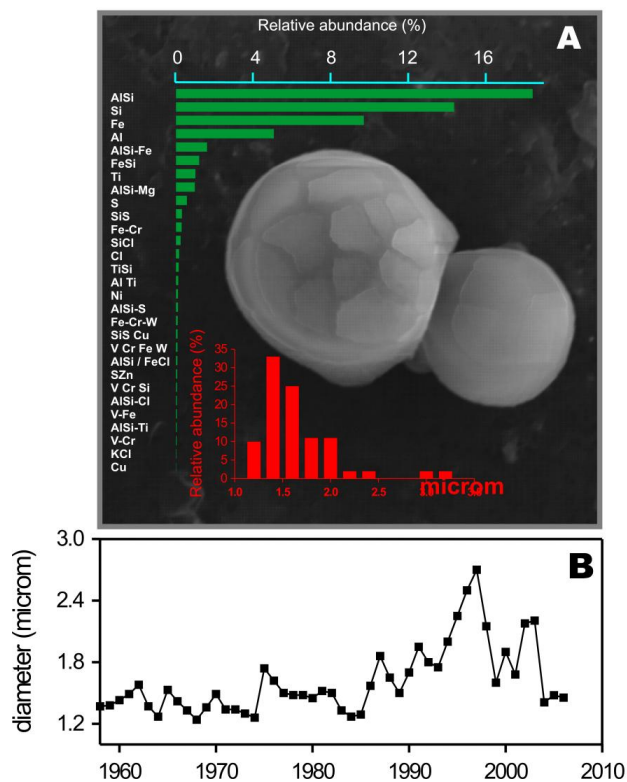 Relative abundance (%)
A
0 4 8 12 16
AlSi
Si
Fe
Al
AlSi-Fe
FeSi
Ti
AlSi-Mg
S
SiS
Fe-Cr
SiCl
Cl
TiSi
Al Ti
Ni
AlSi-S
Fe-Cr-W
SiS Cu
V Cr Fe W
AlSi / FeCl
SZn
V Cr Si
AlSi-Cl
V-Fe
AlSi-Ti
V-Cr
KCl
Cu
Relative abundance (%)
35
30
25
20
15
10
5
0
1.0 1.5 2.0 2.5
microm
B
diameter (microm)
3.0
2.4
1.8
1.2
1960 1970 1980 1990 2000 2010